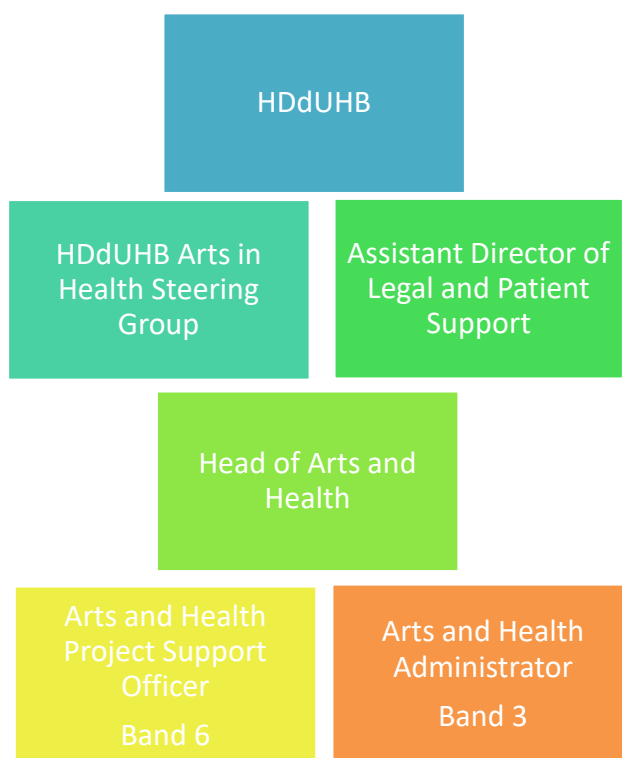 HDdUHB
HDdUHB Arts in
Health Steering
Group
Assistant Director of
Legal and Patient
Support
Head of Arts and
Health
Arts and Health
Project Support
Officer
Band 6
Arts and Health
Administrator
Band 3